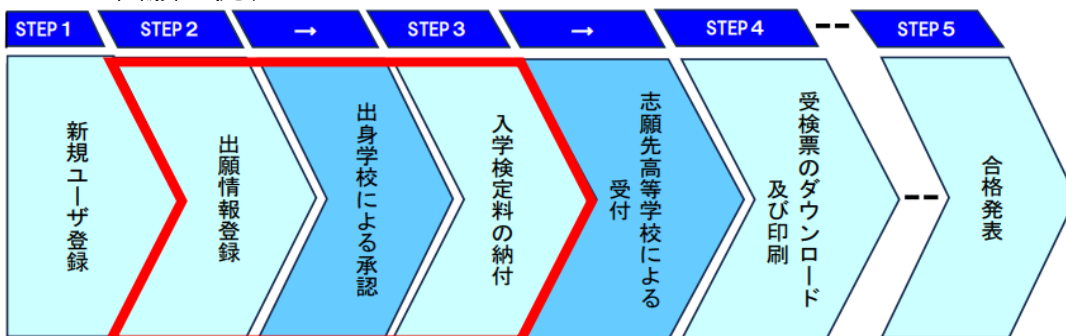 STEP 1
STEP 2
→
STEP 3
→
STEP 4
--
STEP 5
新規ユーザ登録
出願情報登録
出身学校による承認
入学検定料の納付
志願先高等学校による
受付
受検票のダウンロード
及び印刷
--
合格発表